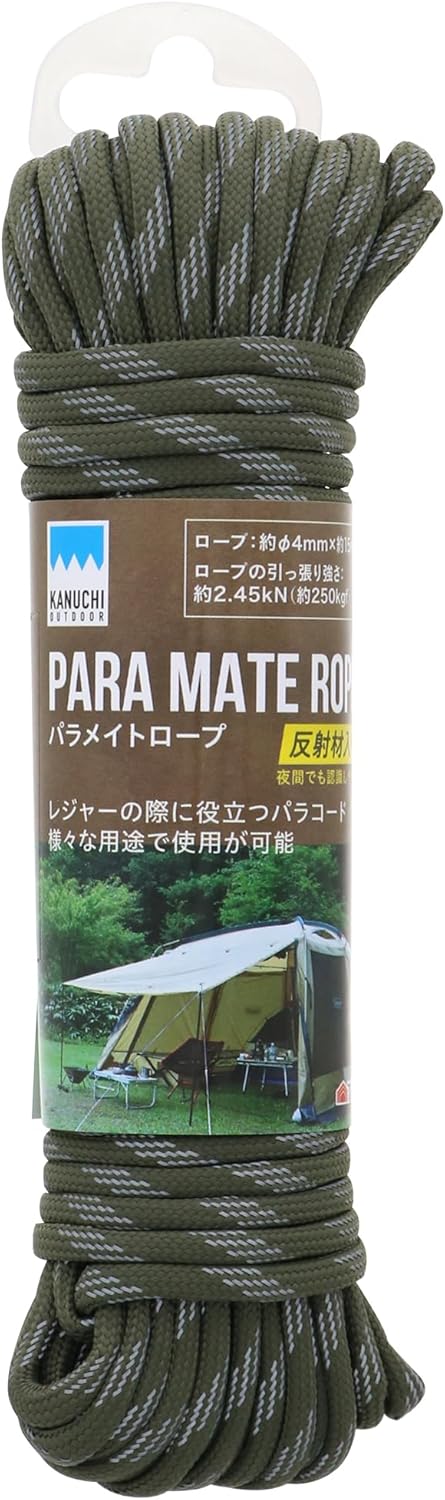 KANUCHI
OUTDOOR
ロープ：約φ4mm×約15
ロープの引っ張り強さ：
約2.45kN(約250kgf
PARA MATE ROP
パラメイトロープ
反射材入
夜間でも認識し
レジャーの際に役立つパラコード
様々な用途で使用が可能